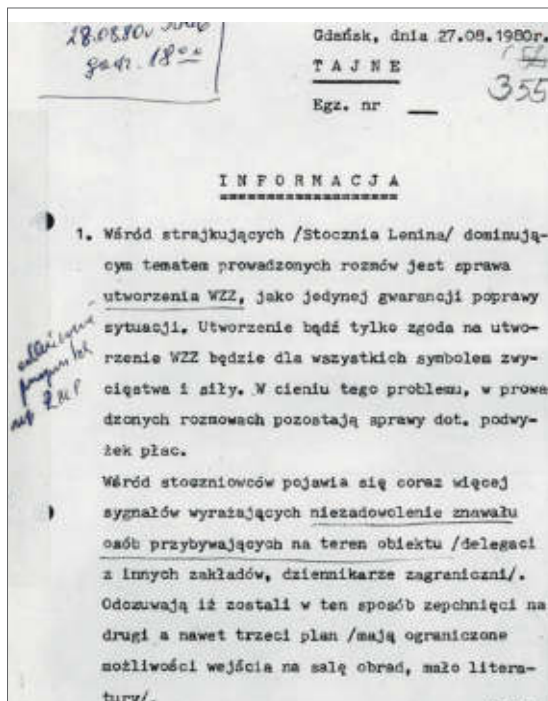 28.08.80r
godz. 18⁰⁰
Gdańsk, dnia 27.08.1980r.
TAJNE
355
Egz. nr
INFORMACJA
1. Wśród strajkujących /Stocznia Lenina/ dominują-
cym tematem prowadzonych rozmów jest sprawa
utworzenia WZZ, jako jedynej gwarancji poprawy
sytuacji. Utworzenie bądź tylko zgoda na utwo-
rzenie WZZ będzie dla wszystkich symbolem zwy-
cięstwa i siły. W cieniu tego problemu, w prowa
dzonych rozmowach pozostają sprawy dot. podwy-
żek płac.
Wśród stoczniowców pojawia się coraz więcej
sygnałów wyrażających niezadowolenie znawału
osób przybywających na teren obiektu /delegaci
z innych zakładów, dziennikarze zagraniczni/.
Odczuwają iż zostali w ten sposób zepchnięci na
drugi a nawet trzeci plan /mają ograniczone
możliwości wejścia na salę obrad, mało litera-
tury/.